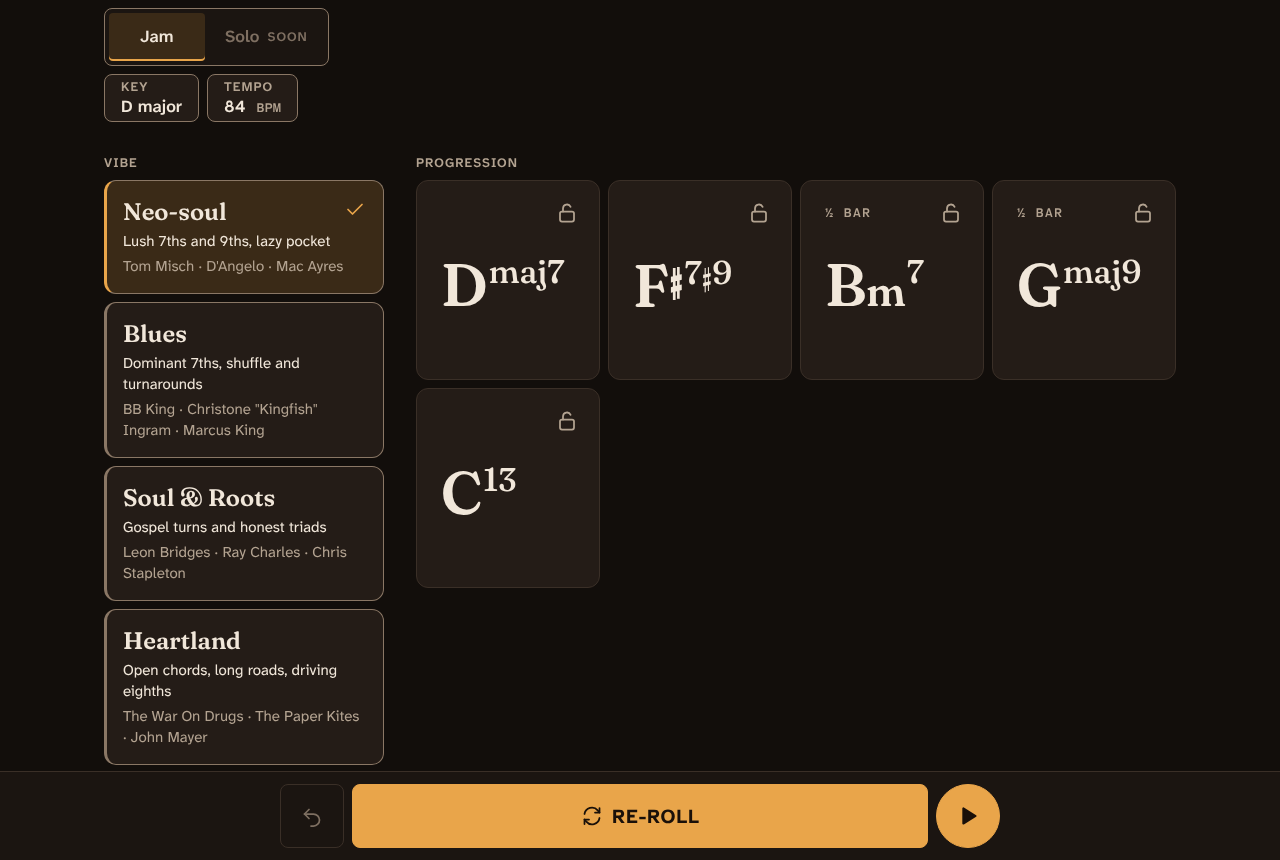 Jam
Solo SOON
KEY
D major
TEMPO
84 BPM
VIBE
Neo-soul
Lush 7ths and 9ths, lazy pocket
Tom Misch · D'Angelo · Mac Ayres
Blues
Dominant 7ths, shuffle and
turnarounds
BB King · Christone "Kingfish"
Ingram · Marcus King
Soul & Roots
Gospel turns and honest triads
Leon Bridges · Ray Charles · Chris
Stapleton
Heartland
Open chords, long roads, driving
eighths
The War On Drugs · The Paper Kites
· John Mayer
PROGRESSION
Dmaj7
F♯7♯9
½ BAR
Bm7
½ BAR
Gmaj9
C13
RE-ROLL